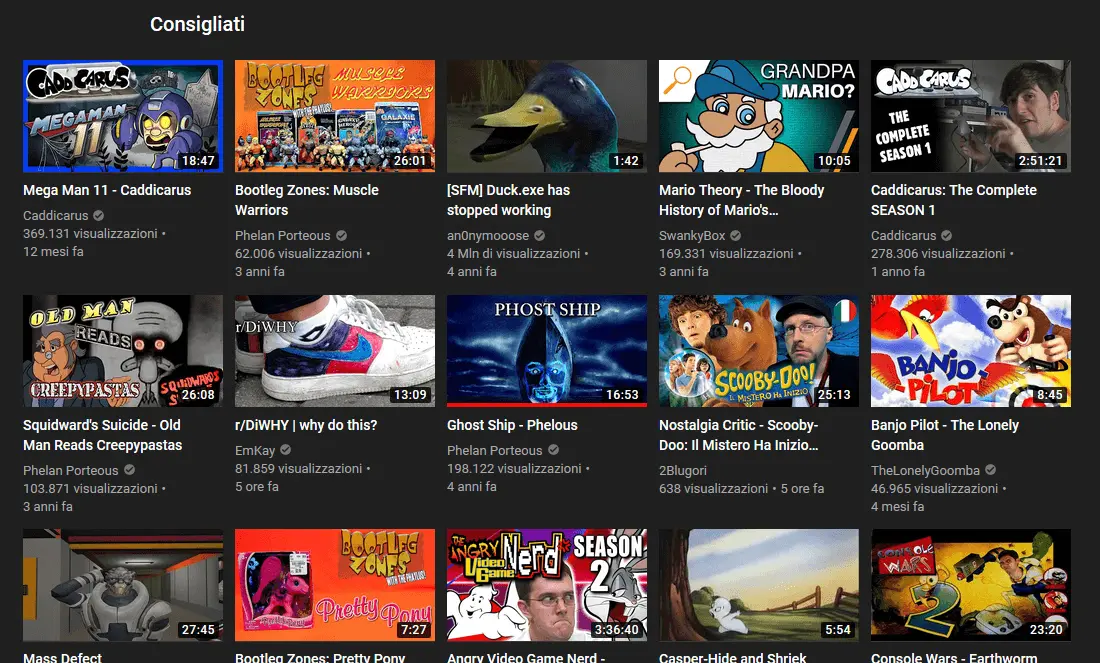 Consigliati
CADDICARUS
MEGAMAN
11
18:47
BOOTLEG
ZONES
WITH THE PHATLUS!
MUSCLE
WARRIORS
GALAXIE
26:01
1:42
GRANDPA
MARIO?
10:05
CADDICARUS
THE
COMPLETE
SEASON 1
2:51:21
Mega Man 11 - Caddicarus
Bootleg Zones: Muscle
Warriors
[SFM] Duck.exe has
stopped working
Mario Theory - The Bloody
History of Mario's...
Caddicarus: The Complete
SEASON 1
Caddicarus
369.131 visualizzazioni •
12 mesi fa
Phelan Porteous
62.006 visualizzazioni •
3 anni fa
an0nymooose
4 Mln di visualizzazioni •
4 anni fa
SwankyBox
169.331 visualizzazioni •
3 anni fa
Caddicarus
278.306 visualizzazioni •
1 anno fa
OLD MAN
READS
CREEPYPASTAS
SQUIDWARD'S
26:08
r/DiWHY
13:09
PHOST SHIP
16:53
SCOOBY-DOO!
IL MISTERO HA INIZIO
25:13
BANJO-
PILOT
8:45
Squidward's Suicide - Old
Man Reads Creepypastas
r/DiWHY | why do this?
Ghost Ship - Phelous
Nostalgia Critic - Scooby-
Doo: Il Mistero Ha Inizio...
Banjo Pilot - The Lonely
Goomba
Phelan Porteous
103.871 visualizzazioni •
3 anni fa
EmKay
81.859 visualizzazioni •
5 ore fa
Phelan Porteous
198.122 visualizzazioni •
4 anni fa
2Blugori
638 visualizzazioni • 5 ore fa
TheLonelyGoomba
46.965 visualizzazioni •
4 mesi fa
27:45
BOOTLEG
ZONES
WITH THE PHATLUS!
Pretty Pony
7:27
THE ANGRY
Video Game Nerd
SEASON
2
3:36:40
5:54
CONSOLE
WARS
2
23:20
Mass Defect
Bootleg Zones: Pretty Pony
Angry Video Game Nerd -
Casper-Hide and Shriek
Console Wars - Earthworm